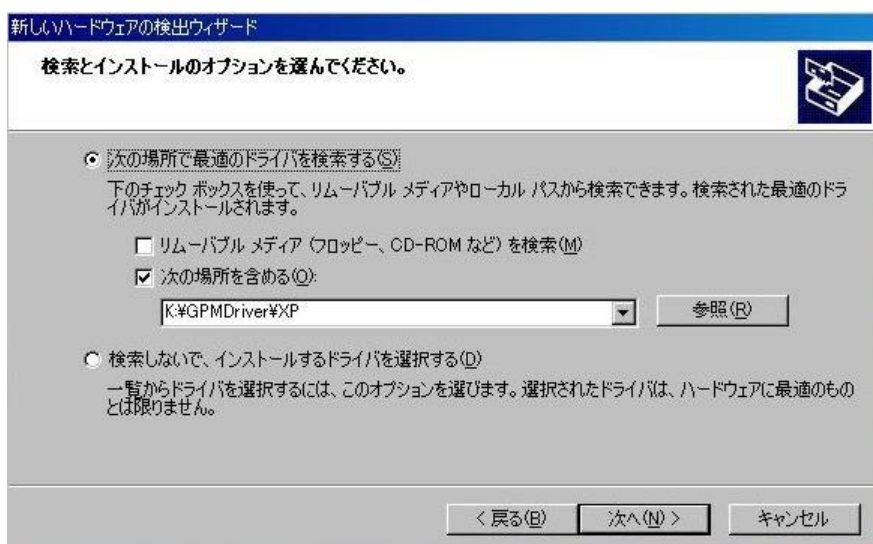 新しいハードウェアの検出ウィザード
検索とインストールのオプションを選んでください。
次の場所で最適のドライバを検索する(S)
下のチェック ボックスを使って、リムーバブル メディアやローカル パスから検索できます。検索された最適のドラ
イバがインストールされます。
リムーバブル メディア (フロッピー、CD-ROM など) を検索(M)
次の場所を含める(O):
K:¥GPMDriver¥XP
参照(R)
検索しないで、インストールするドライバを選択する(D)
一覧からドライバを選択するには、このオプションを選びます。選択されたドライバは、ハードウェアに最適のもの
とは限りません。
< 戻る(B)
次へ(N) >
キャンセル